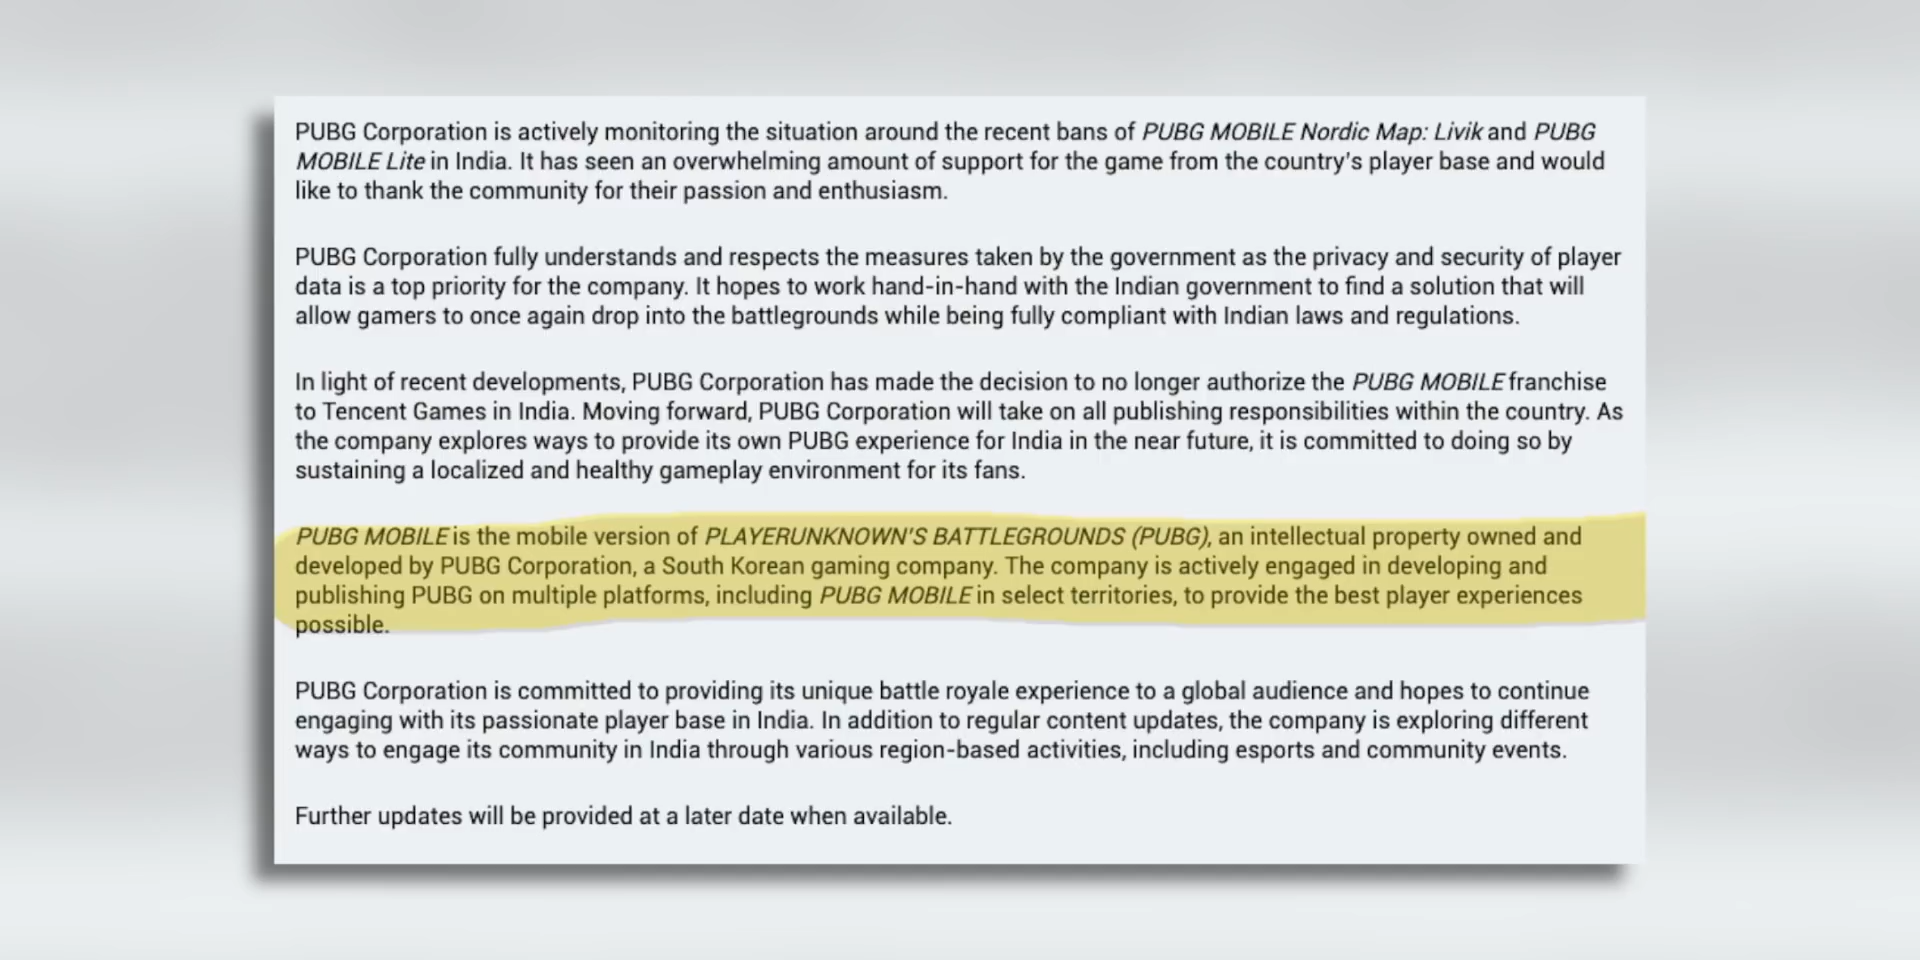 PUBG Corporation is actively monitoring the situation around the recent bans of PUBG MOBILE Nordic Map: Livik and PUBG
MOBILE Lite in India. It has seen an overwhelming amount of support for the game from the country's player base and would
like to thank the community for their passion and enthusiasm.
PUBG Corporation fully understands and respects the measures taken by the government as the privacy and security of player
data is a top priority for the company. It hopes to work hand-in-hand with the Indian government to find a solution that will
allow gamers to once again drop into the battlegrounds while being fully compliant with Indian laws and regulations.
In light of recent developments, PUBG Corporation has made the decision to no longer authorize the PUBG MOBILE franchise
to Tencent Games in India. Moving forward, PUBG Corporation will take on all publishing responsibilities within the country. As
the company explores ways to provide its own PUBG experience for India in the near future, it is committed to doing so by
sustaining a localized and healthy gameplay environment for its fans.
PUBG MOBILE is the mobile version of PLAYERUNKNOWN'S BATTLEGROUNDS (PUBG), an intellectual property owned and
developed by PUBG Corporation, a South Korean gaming company. The company is actively engaged in developing and
publishing PUBG on multiple platforms, including PUBG MOBILE in select territories, to provide the best player experiences
possible.
PUBG Corporation is committed to providing its unique battle royale experience to a global audience and hopes to continue
engaging with its passionate player base in India. In addition to regular content updates, the company is exploring different
ways to engage its community in India through various region-based activities, including esports and community events.
Further updates will be provided at a later date when available.